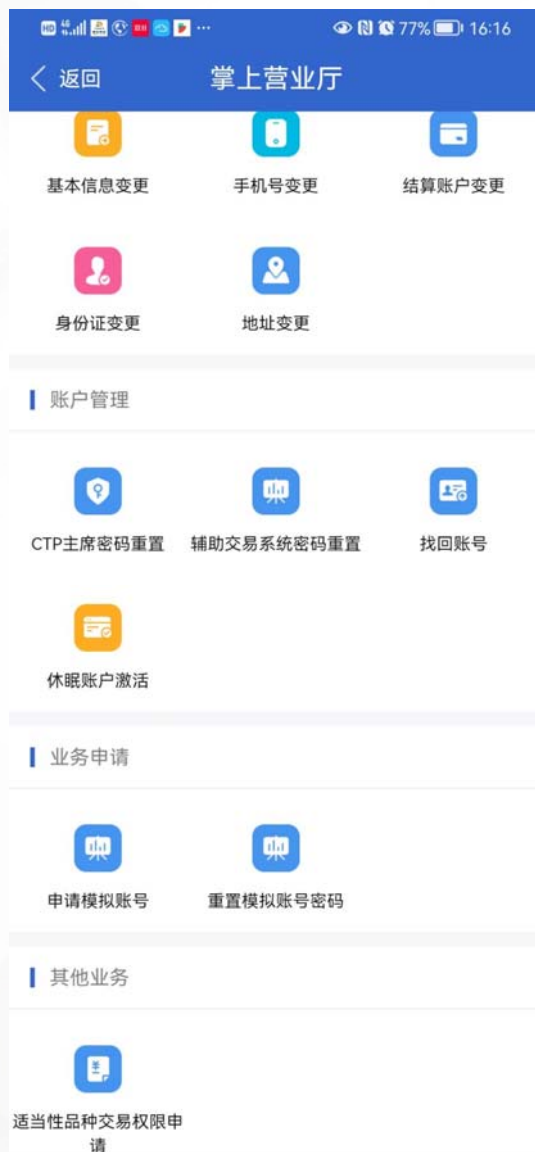 HD 4G 77% 16:16
返回 掌上营业厅
基本信息变更 手机号变更 结算账户变更
身份证变更 地址变更
账户管理
CTP主席密码重置 辅助交易系统密码重置 找回账号
休眠账户激活
业务申请
申请模拟账号 重置模拟账号密码
其他业务
适当性品种交易权限申
请